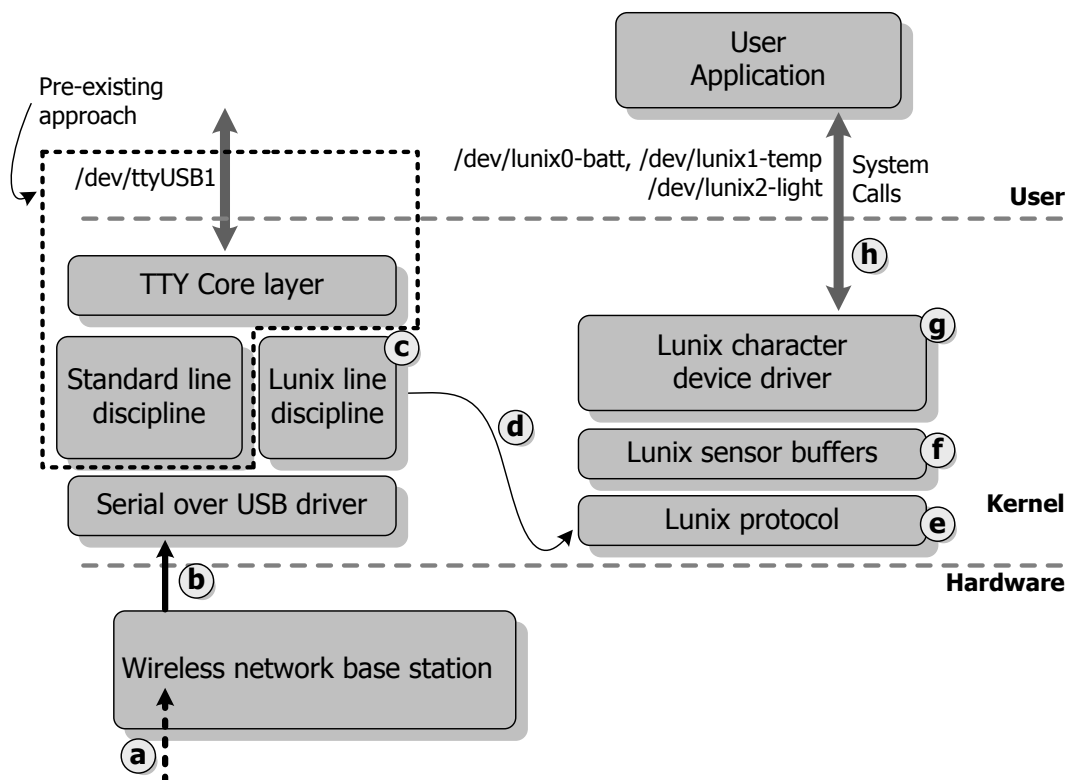 User
Application
Pre-existing
approach
/dev/ttyUSB1
/dev/lunix0-batt, /dev/lunix1-temp
/dev/lunix2-light
System
Calls
User
h
TTY Core layer
g
Lunix character
device driver
c
Standard line
discipline
Lunix line
discipline
d
Lunix sensor buffers
f
Serial over USB driver
Lunix protocol
e
Kernel
b
Hardware
Wireless network base station
a